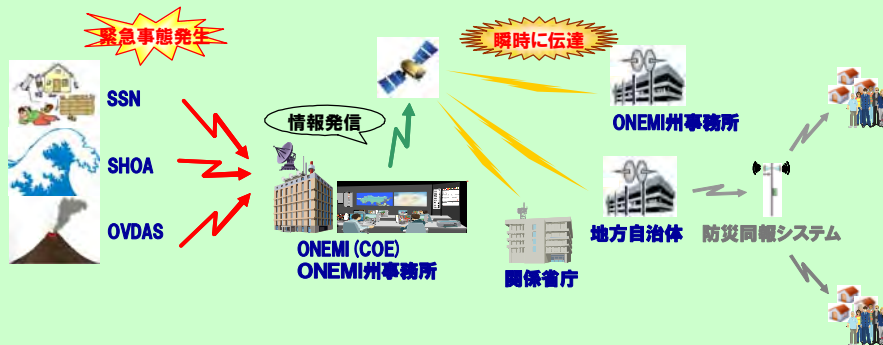 緊急事態発生
SSN
SHOA
OVDAS
情報発信
ONEMI(COE)
ONEMI州事務所
瞬時に伝達
ONEMI州事務所
関係省庁
地方自治体
防災同報システム